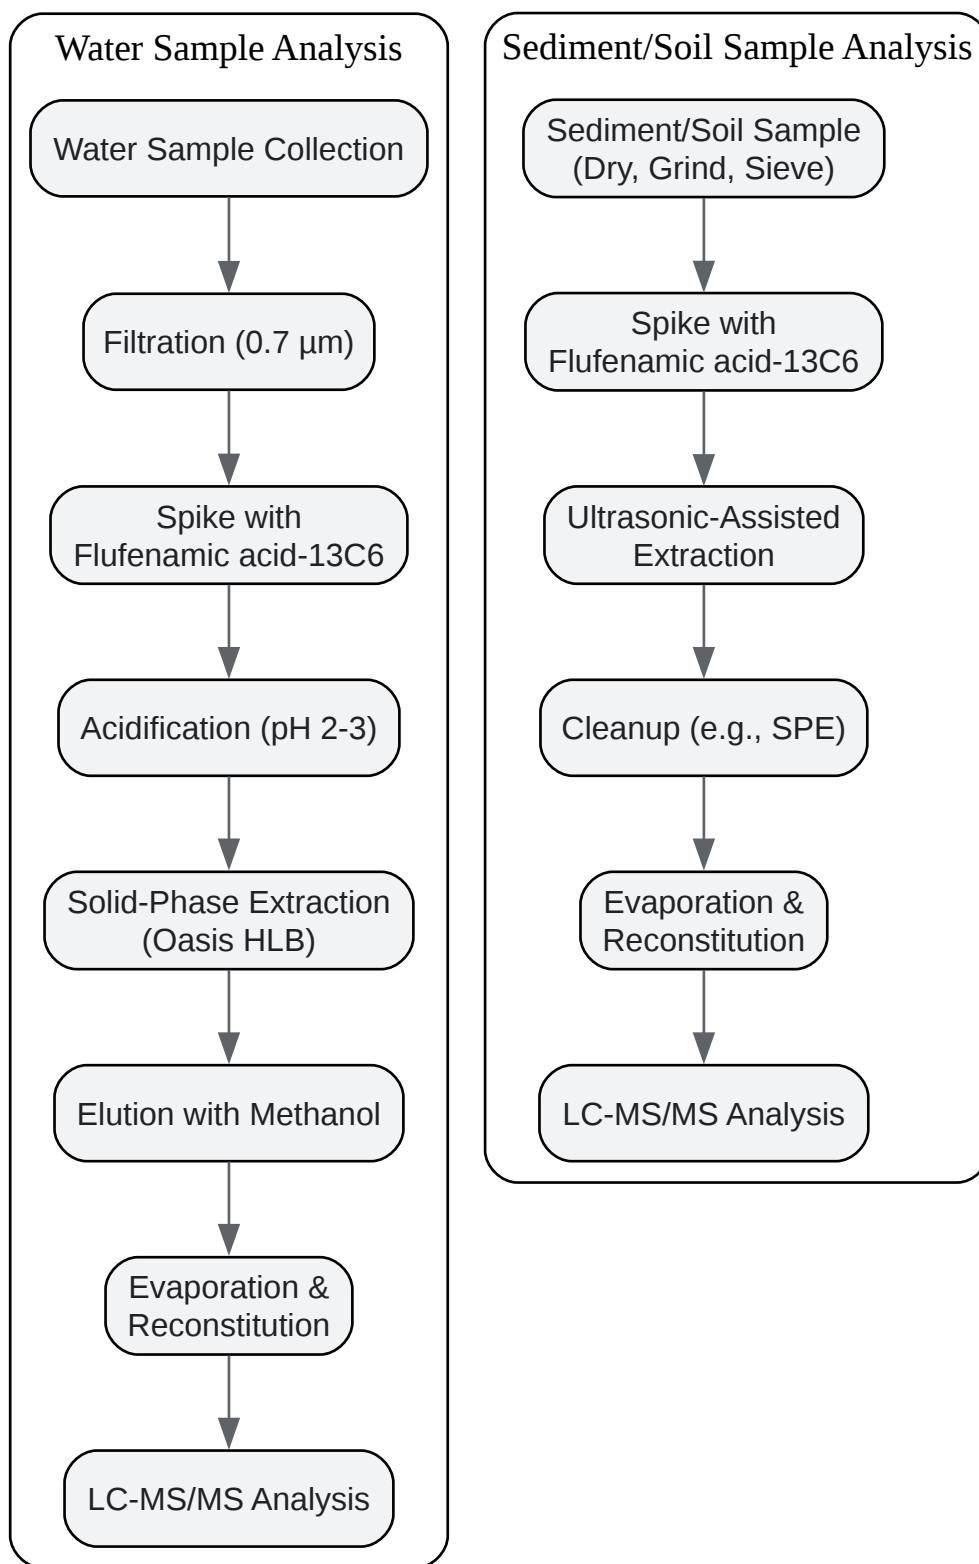 Water Sample Analysis
Water Sample Collection
Filtration (0.7 µm)
Spike with
Flufenamic acid-13C6
Acidification (pH 2-3)
Solid-Phase Extraction
(Oasis HLB)
Elution with Methanol
Evaporation &
Reconstitution
LC-MS/MS Analysis
Sediment/Soil Sample Analysis
Sediment/Soil Sample
(Dry, Grind, Sieve)
Spike with
Flufenamic acid-13C6
Ultrasonic-Assisted
Extraction
Cleanup (e.g., SPE)
Evaporation &
Reconstitution
LC-MS/MS Analysis